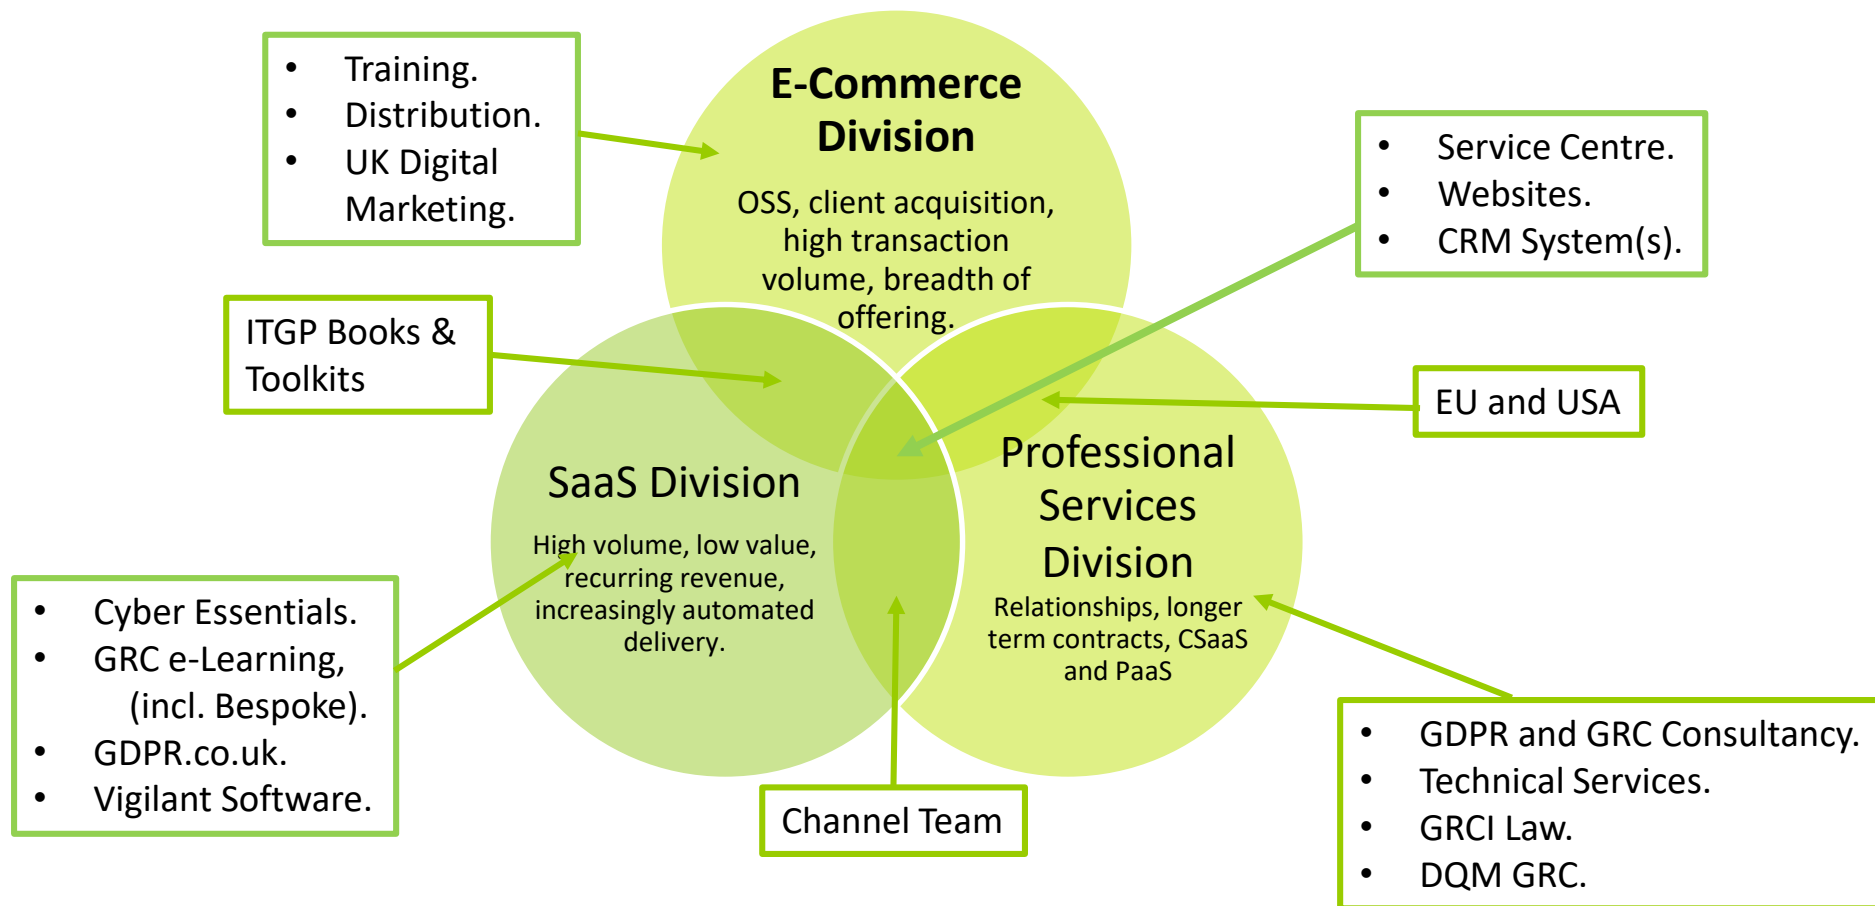 • Training.
• Distribution.
• UK Digital
Marketing.
E-Commerce
Division
OSS, client acquisition,
high transaction
volume, breadth of
offering.
• Service Centre.
• Websites.
• CRM System(s).
ITGP Books &
Toolkits
EU and USA
SaaS Division
High volume, low value,
recurring revenue,
increasingly automated
delivery.
Professional
Services
Division
Relationships, longer
term contracts, CSaaS
and PaaS
• Cyber Essentials.
• GRC e-Learning,
(incl. Bespoke).
• GDPR.co.uk.
• Vigilant Software.
Channel Team
• GDPR and GRC Consultancy.
• Technical Services.
• GRCI Law.
• DQM GRC.